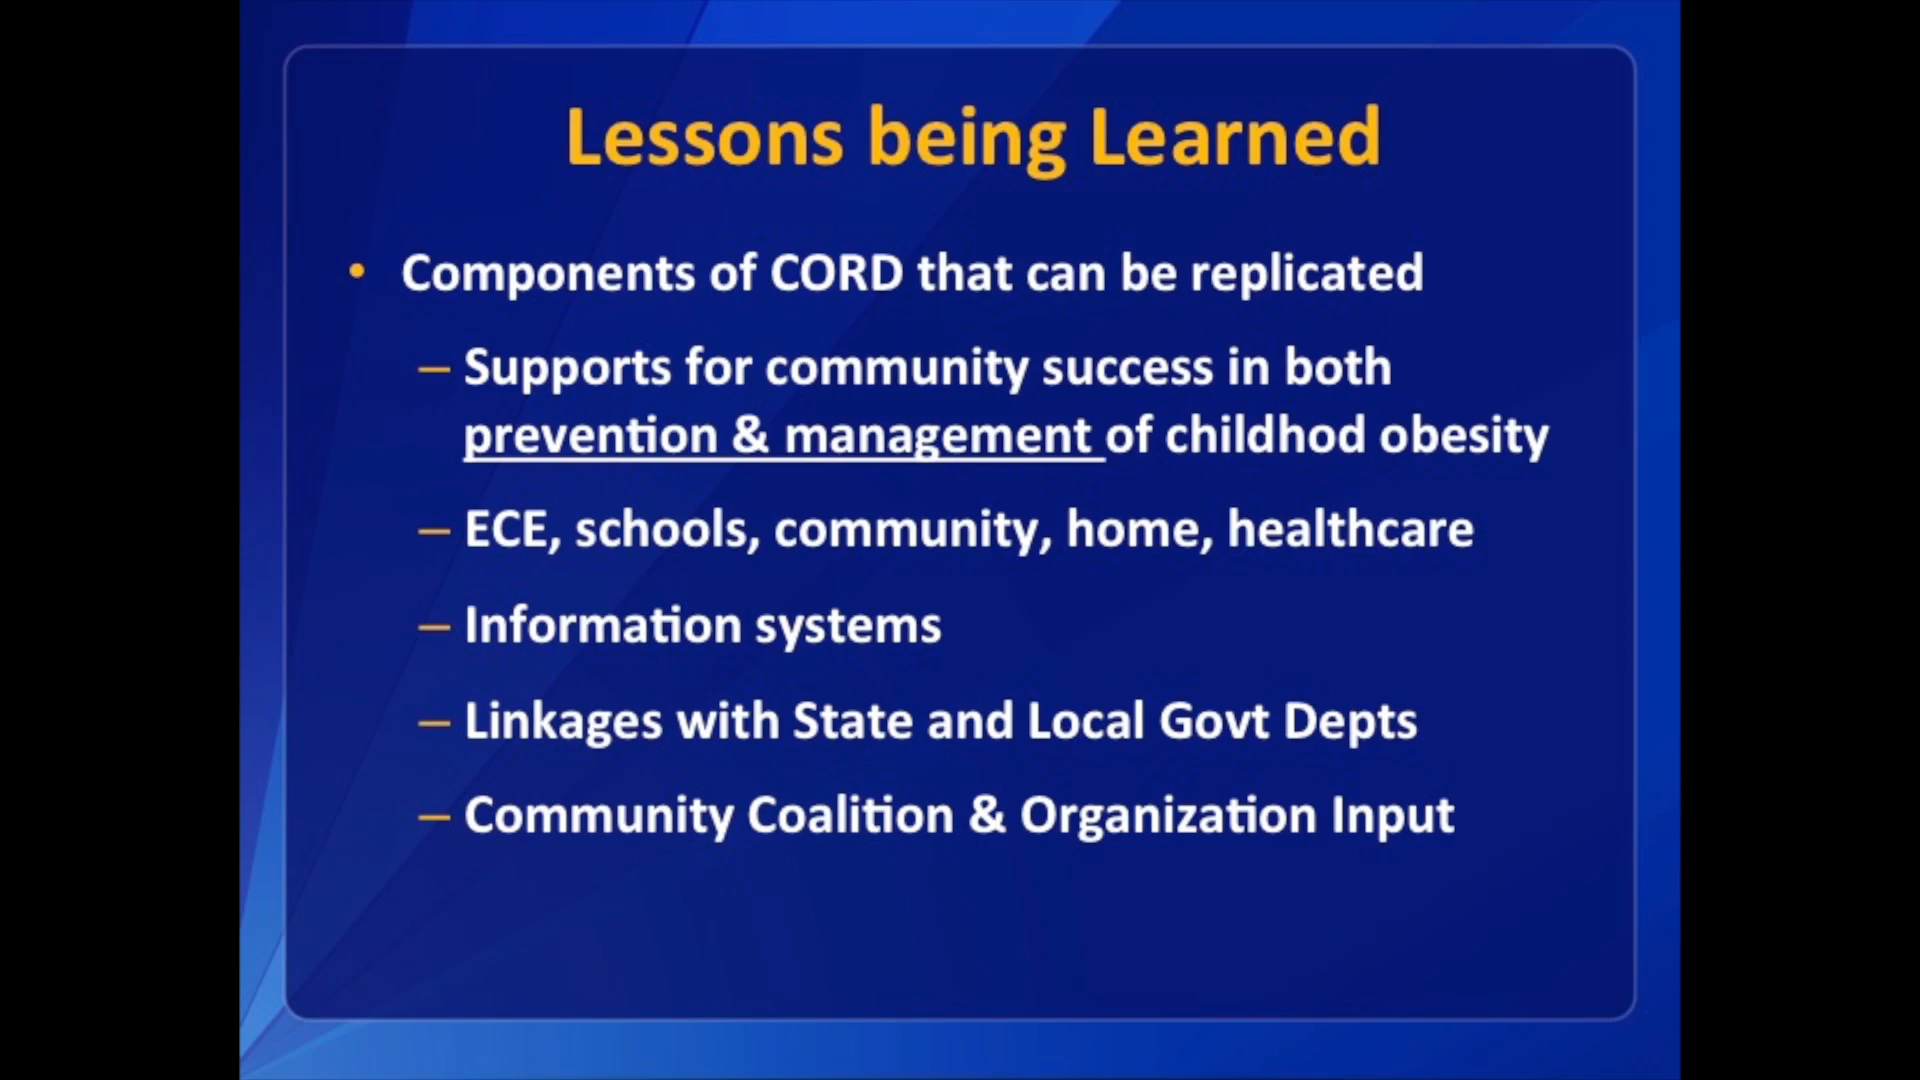 Lessons being Learned
• Components of CORD that can be replicated
– Supports for community success in both
prevention & management of childhod obesity
– ECE, schools, community, home, healthcare
– Information systems
– Linkages with State and Local Govt Depts
– Community Coalition & Organization Input